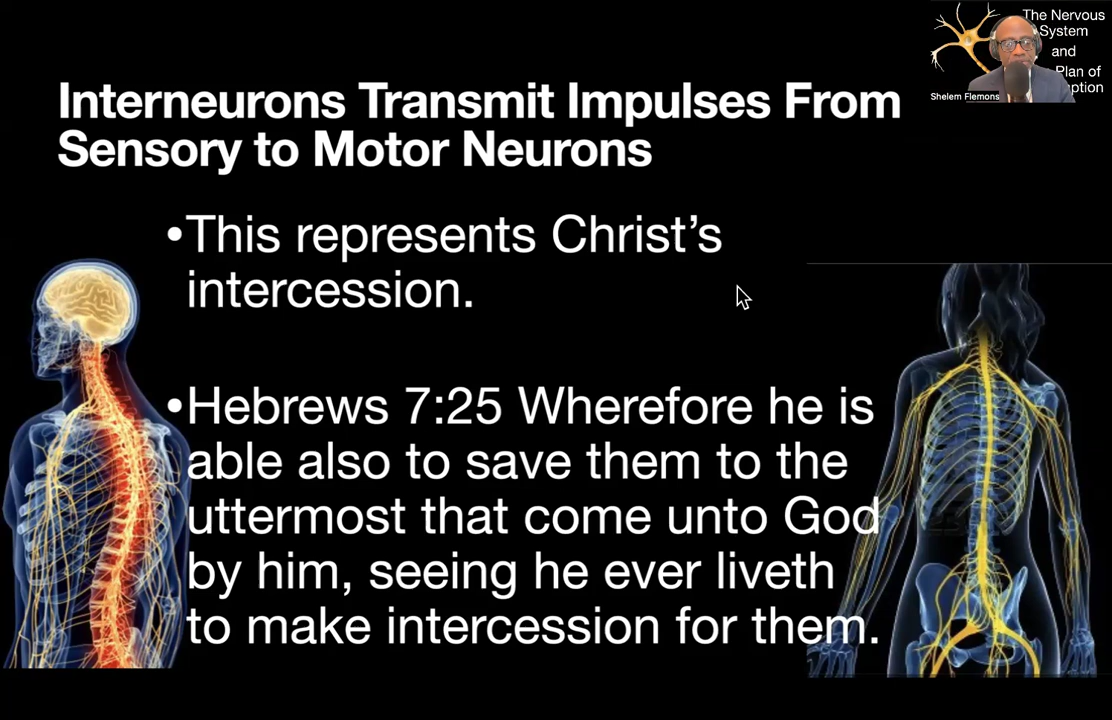 The Nervous
System
and
Plan of
ption
Shelem Flemons
Interneurons Transmit Impulses From
Sensory to Motor Neurons
•This represents Christ’s
intercession.
•Hebrews 7:25 Wherefore he is
able also to save them to the
uttermost that come unto God
by him, seeing he ever liveth
to make intercession for them.